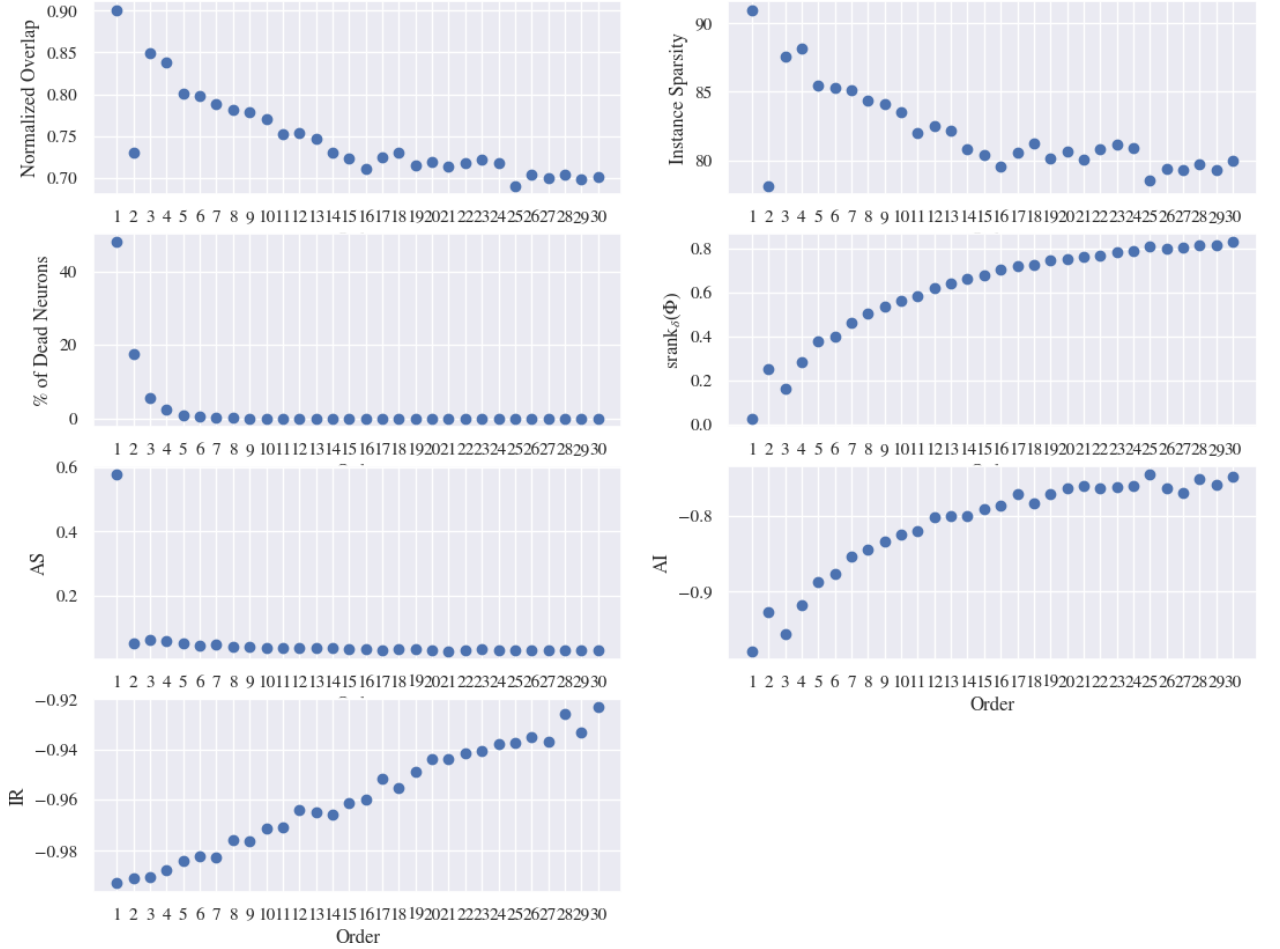 Normalized Overlap
0.90
0.85
0.80
0.75
0.70
1 2 3 4 5 6 7 8 9 10 11 12 13 14 15 16 17 18 19 20 21 22 23 24 25 26 27 28 29 30
Instance Sparsity
90
85
80
1 2 3 4 5 6 7 8 9 10 11 12 13 14 15 16 17 18 19 20 21 22 23 24 25 26 27 28 29 30
% of Dead Neurons
40
20
0
1 2 3 4 5 6 7 8 9 10 11 12 13 14 15 16 17 18 19 20 21 22 23 24 25 26 27 28 29 30
srankδ(Φ)
0.8
0.6
0.4
0.2
0.0
1 2 3 4 5 6 7 8 9 10 11 12 13 14 15 16 17 18 19 20 21 22 23 24 25 26 27 28 29 30
AS
0.6
0.4
0.2
1 2 3 4 5 6 7 8 9 10 11 12 13 14 15 16 17 18 19 20 21 22 23 24 25 26 27 28 29 30
AI
−0.8
−0.9
1 2 3 4 5 6 7 8 9 10 11 12 13 14 15 16 17 18 19 20 21 22 23 24 25 26 27 28 29 30
Order
IR
−0.92
−0.94
−0.96
−0.98
1 2 3 4 5 6 7 8 9 10 11 12 13 14 15 16 17 18 19 20 21 22 23 24 25 26 27 28 29 30
Order